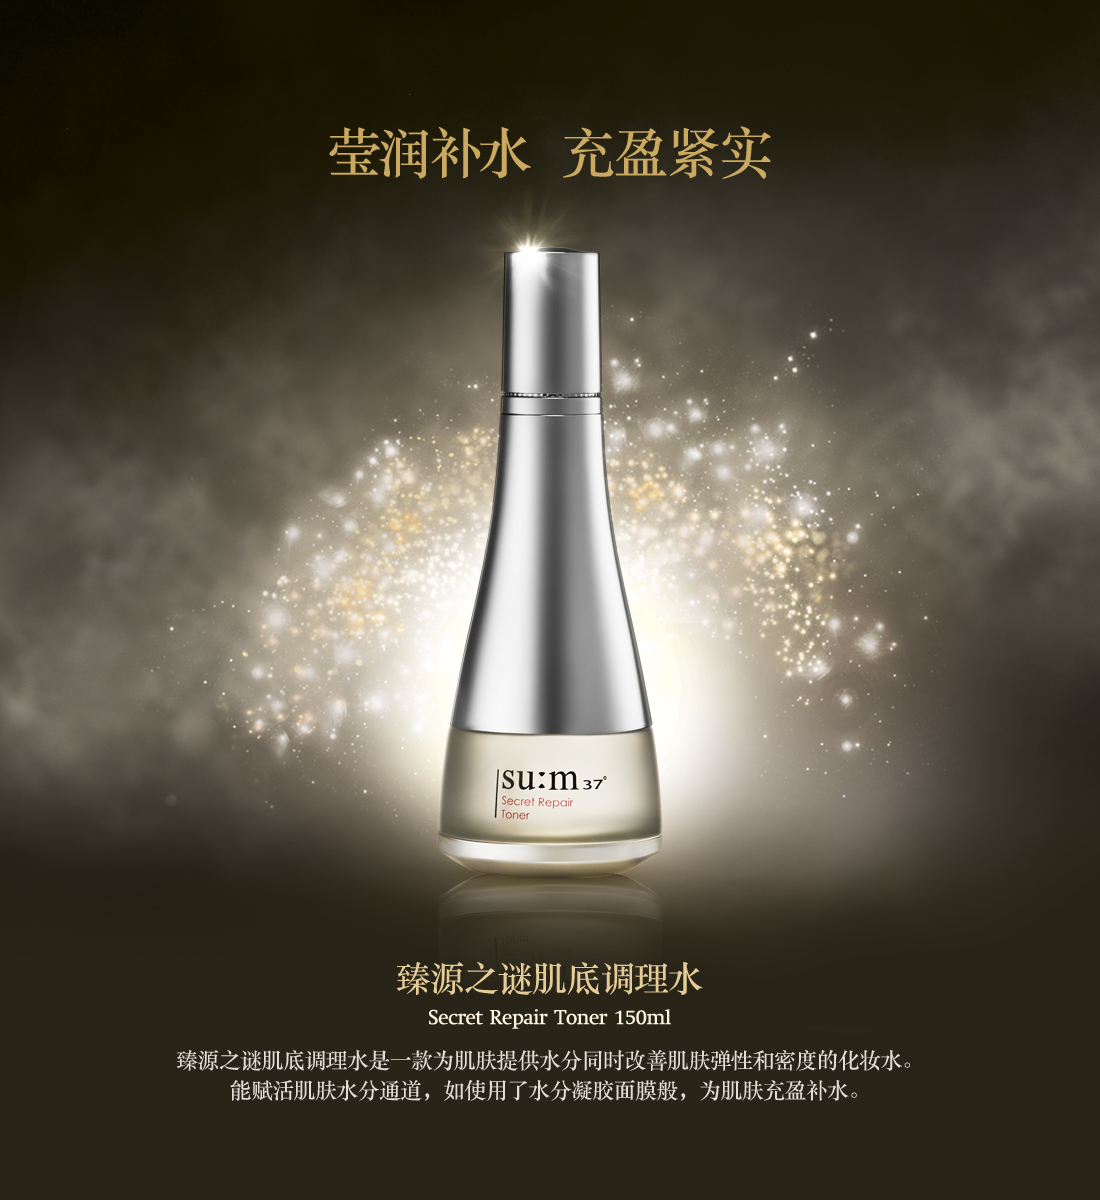 莹润补水 充盈紧实
su:m 37°
Secret Repair
Toner
臻源之谜肌底调理水
Secret Repair Toner 150ml
臻源之谜肌底调理水是一款为肌肤提供水分同时改善肌肤弹性和密度的化妆水。
能赋活肌肤水分通道，如使用了水分凝胶面膜般，为肌肤充盈补水。